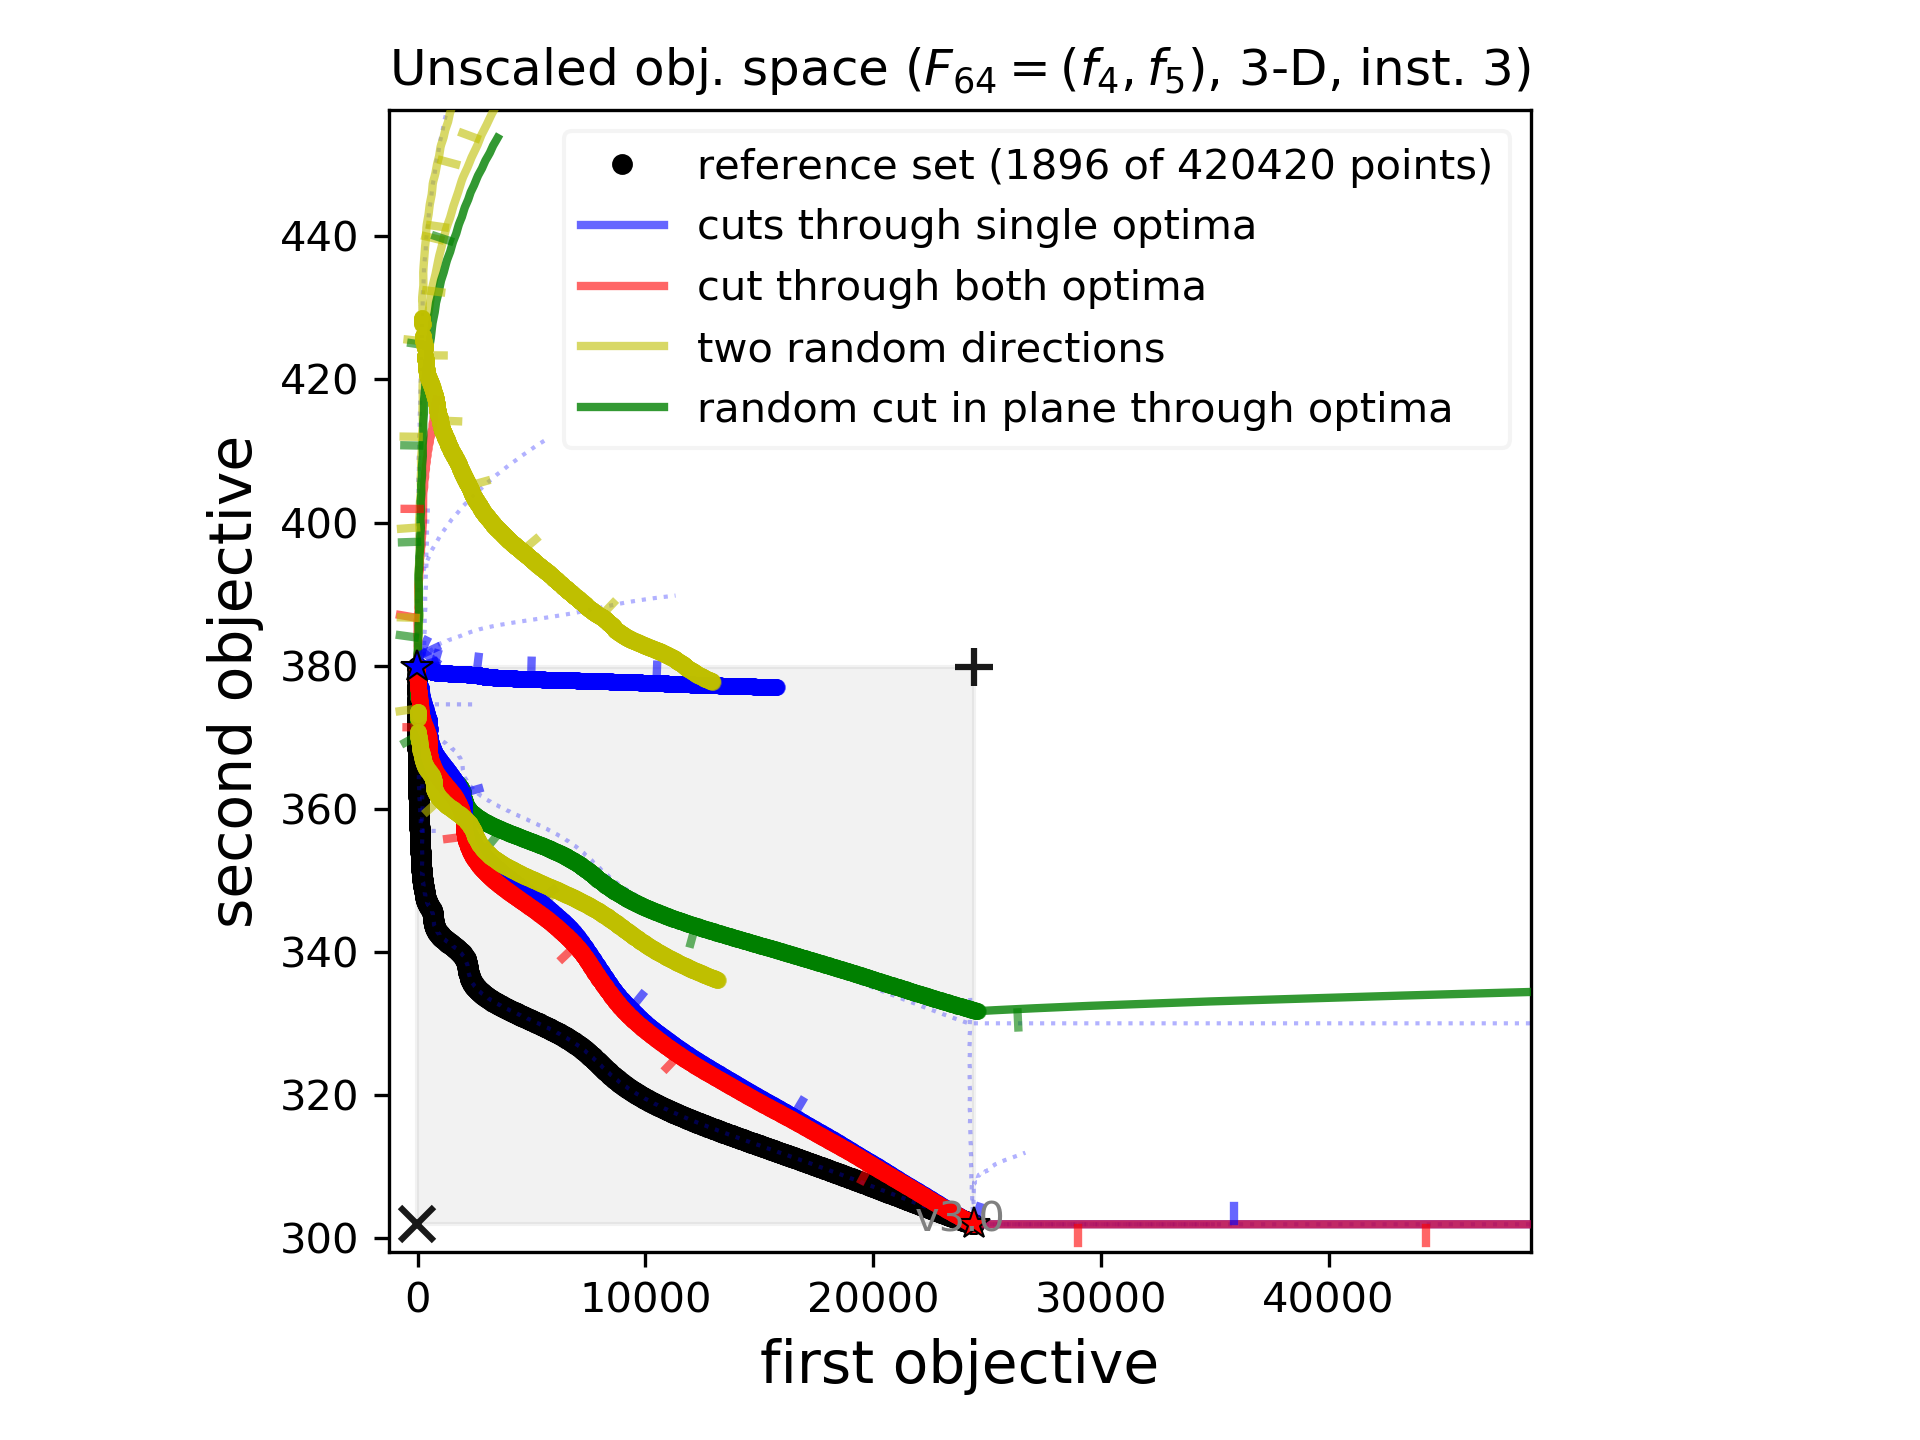 Unscaled obj. space (F64 = (f4, f5), 3-D, inst. 3)
reference set (1896 of 420420 points)
cuts through single optima
cut through both optima
two random directions
random cut in plane through optima
second objective
440
420
400
380
360
340
320
300
v3.0
0 10000 20000 30000 40000
first objective